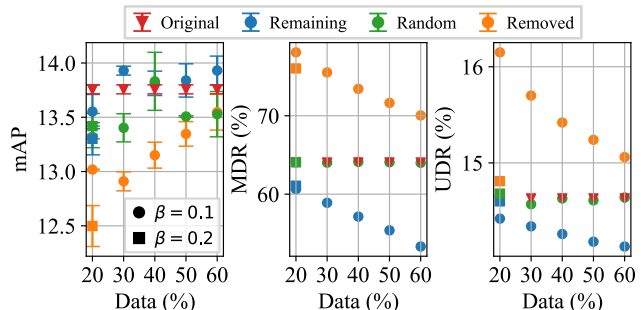 Original Remaining Random Removed
mAP
14.0
13.5
13.0
12.5
β = 0.1
β = 0.2
20 30 40 50 60
Data (%)
MDR (%)
70
60
20 30 40 50 60
Data (%)
UDR (%)
16
15
20 30 40 50 60
Data (%)